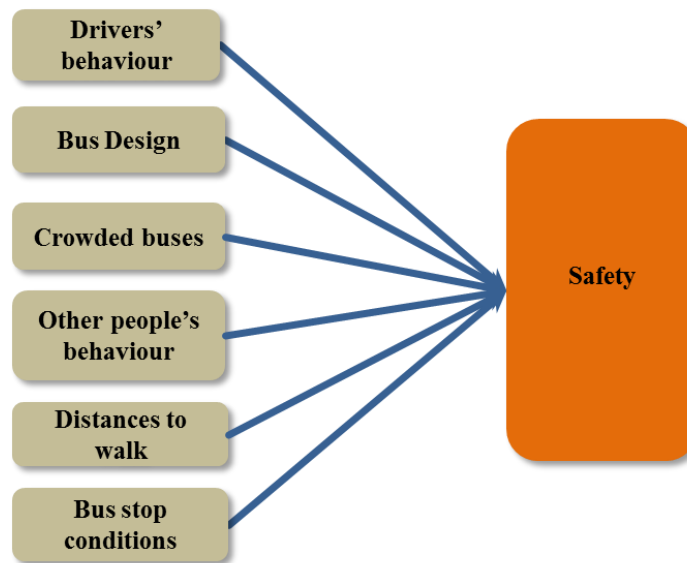 Drivers’
behaviour
Bus Design
Crowded buses
Other people’s
behaviour
Distances to
walk
Bus stop
conditions
Safety